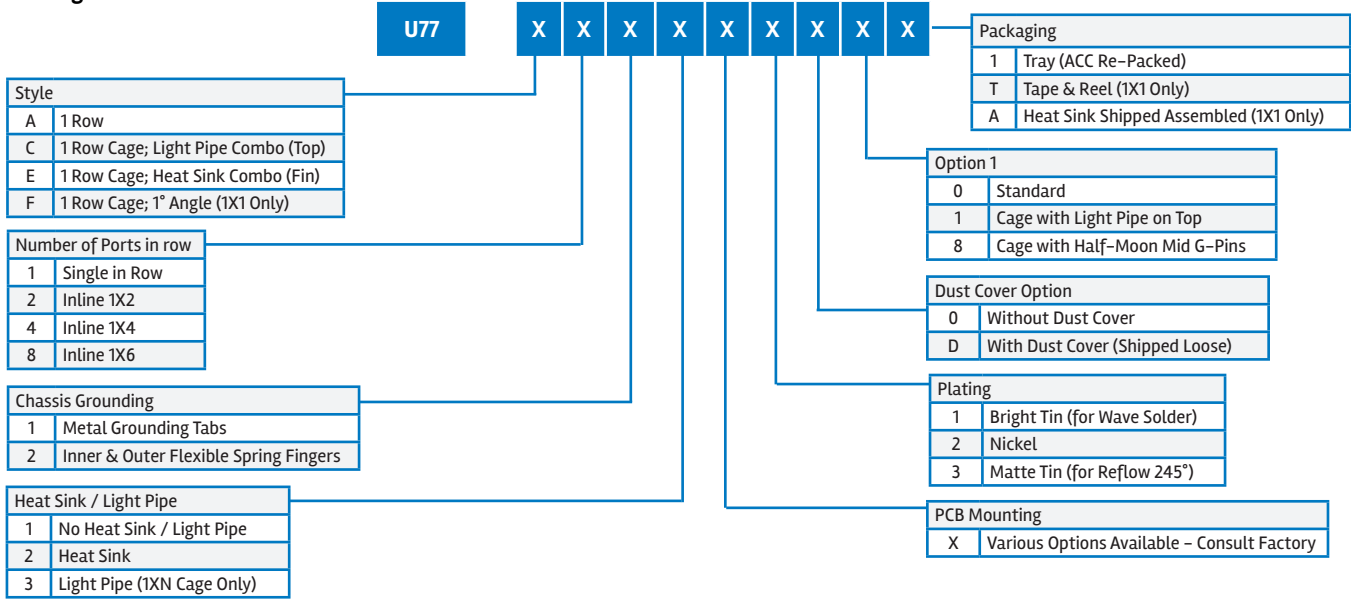 U77 X X X X X X X X X
Style
A 1 Row
C 1 Row Cage; Light Pipe Combo (Top)
E 1 Row Cage; Heat Sink Combo (Fin)
F 1 Row Cage; 1° Angle (1X1 Only)
Number of Ports in row
1 Single in Row
2 Inline 1X2
4 Inline 1X4
8 Inline 1X6
Chassis Grounding
1 Metal Grounding Tabs
2 Inner & Outer Flexible Spring Fingers
Heat Sink / Light Pipe
1 No Heat Sink / Light Pipe
2 Heat Sink
3 Light Pipe (1XN Cage Only)
Packaging
1 Tray (ACC Re-Packed)
T Tape & Reel (1X1 Only)
A Heat Sink Shipped Assembled (1X1 Only)
Option 1
0 Standard
1 Cage with Light Pipe on Top
8 Cage with Half-Moon Mid G-Pins
Dust Cover Option
0 Without Dust Cover
D With Dust Cover (Shipped Loose)
Plating
1 Bright Tin (for Wave Solder)
2 Nickel
3 Matte Tin (for Reflow 245°)
PCB Mounting
X Various Options Available - Consult Factory